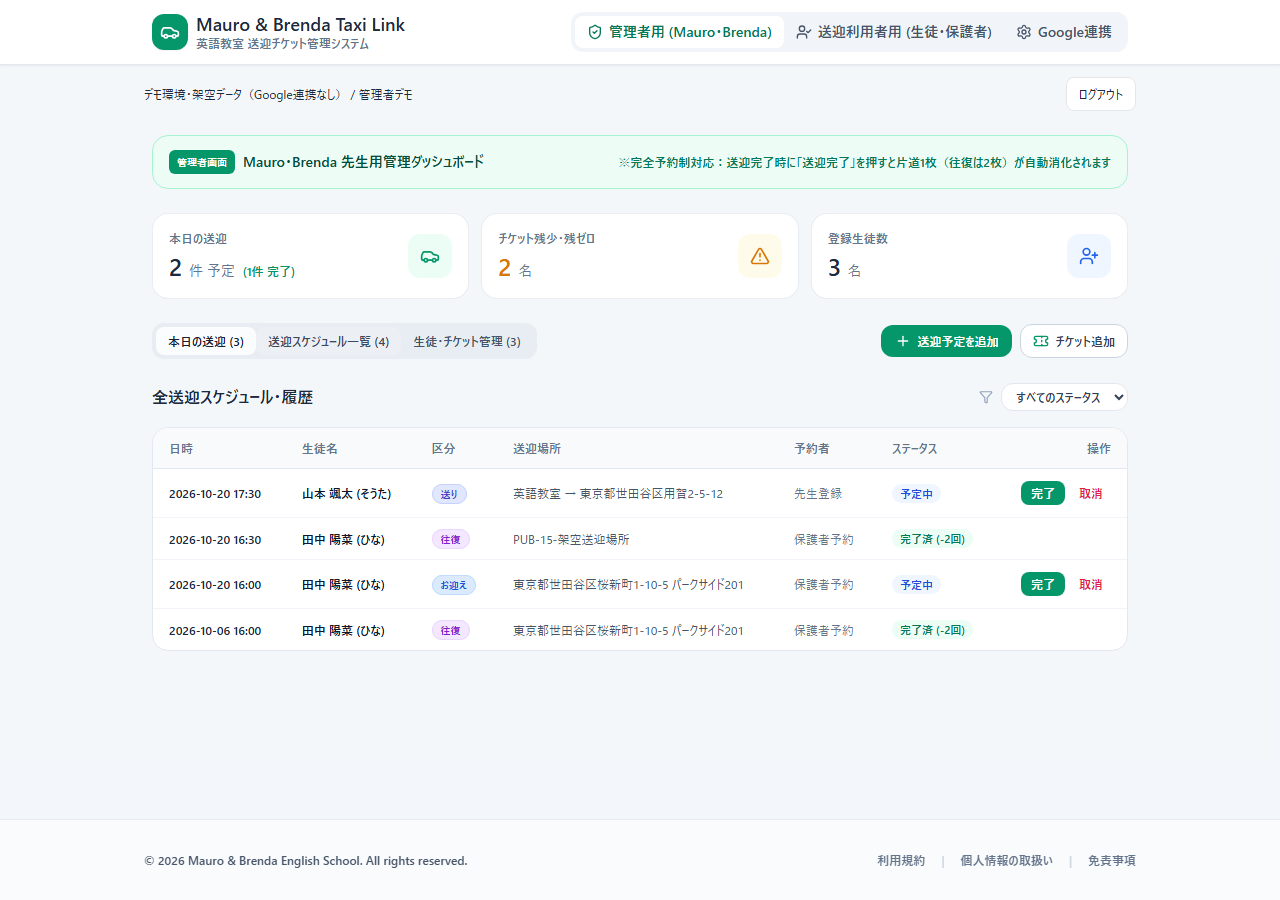 Mauro & Brenda Taxi Link
英語教室 送迎チケット管理システム
管理者用 (Mauro・Brenda)
送迎利用者用 (生徒・保護者)
Google連携
デモ環境・架空データ（Google連携なし） / 管理者デモ
ログアウト
管理者画面
Mauro・Brenda 先生用管理ダッシュボード
※完全予約制対応：送迎完了時に「送迎完了」を押すと片道1枚（往復は2枚）が自動消化されます
本日の送迎
2 件 予定 (1件 完了)
チケット残少・残ゼロ
2 名
登録生徒数
3 名
本日の送迎 (3)
送迎スケジュール一覧 (4)
生徒・チケット管理 (3)
送迎予定を追加
チケット追加
全送迎スケジュール・履歴
すべてのステータス
日時 生徒名 区分 送迎場所 予約者 ステータス 操作
2026-10-20 17:30 山本 颯太 (そうた) 送り 英語教室 → 東京都世田谷区用賀2-5-12 先生登録 予定中 完了 取消
2026-10-20 16:30 田中 陽菜 (ひな) 往復 PUB-15-架空送迎場所 保護者予約 完了済 (-2回)
2026-10-20 16:00 田中 陽菜 (ひな) お迎え 東京都世田谷区桜新町1-10-5 パークサイド201 保護者予約 予定中 完了 取消
2026-10-06 16:00 田中 陽菜 (ひな) 往復 東京都世田谷区桜新町1-10-5 パークサイド201 保護者予約 完了済 (-2回)
© 2026 Mauro & Brenda English School. All rights reserved.
利用規約 | 個人情報の取扱い | 免責事項